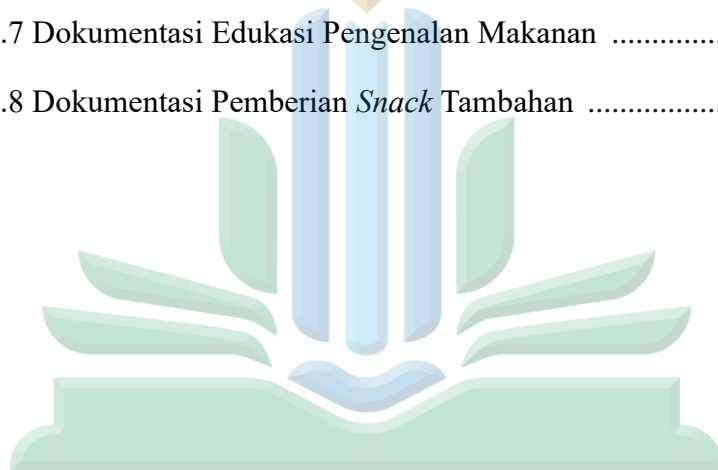 .7 Dokumentasi Edukasi Pengenalan Makanan ..............
.8 Dokumentasi Pemberian Snack Tambahan .................